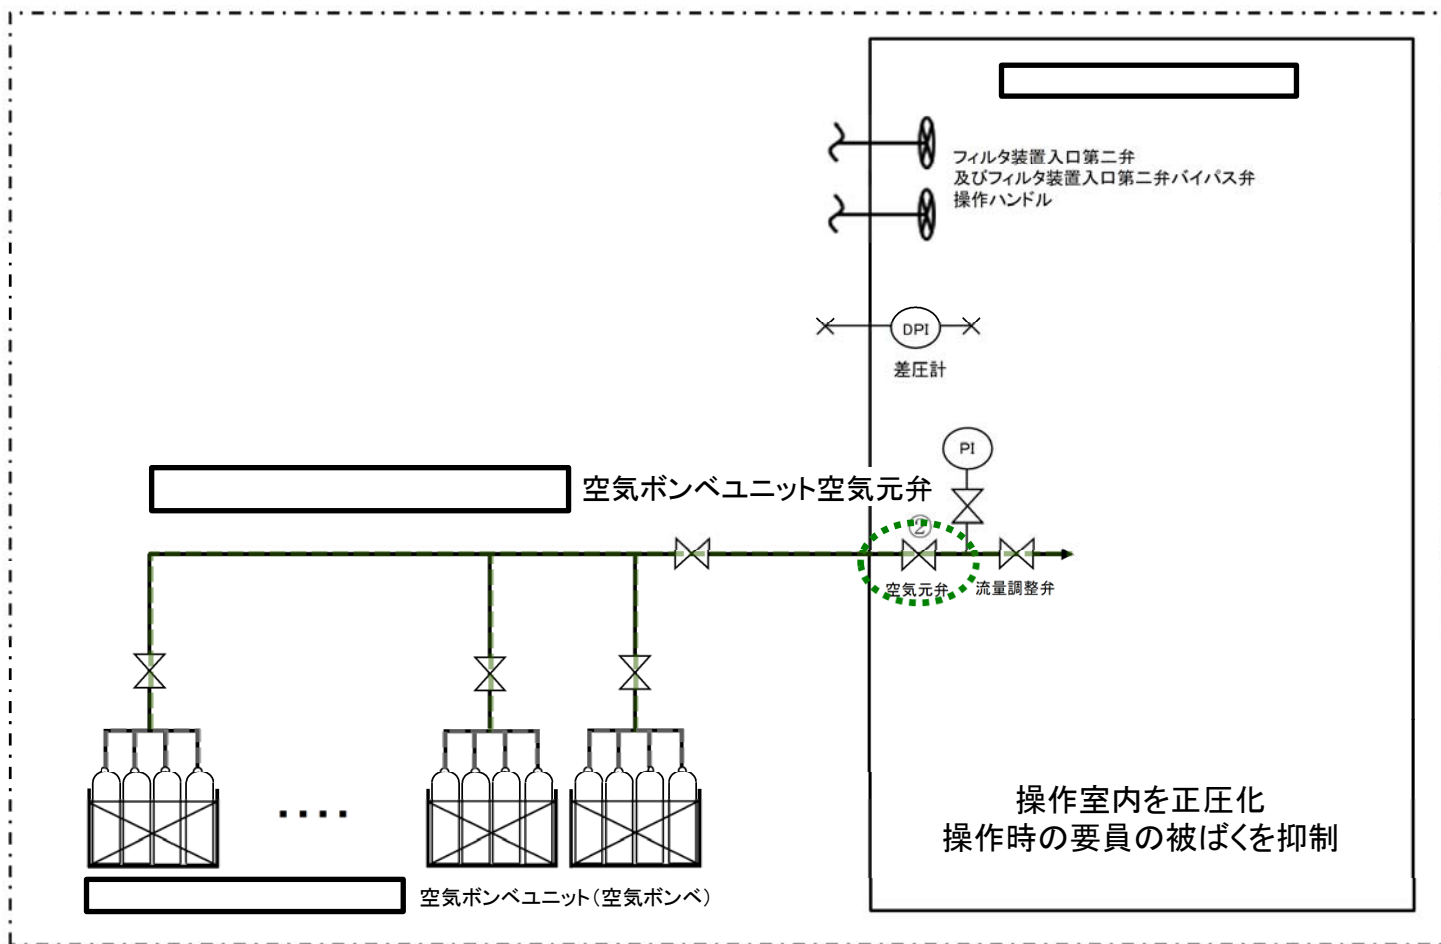 フィルタ装置入口第二弁
及びフィルタ装置入口第二弁バイパス弁
操作ハンドル
DPI
差圧計
PI
空気ボンベユニット空気元弁
②
空気元弁
流量調整弁
操作室内を正圧化
操作時の要員の被ばくを抑制
空気ボンベユニット(空気ボンベ)